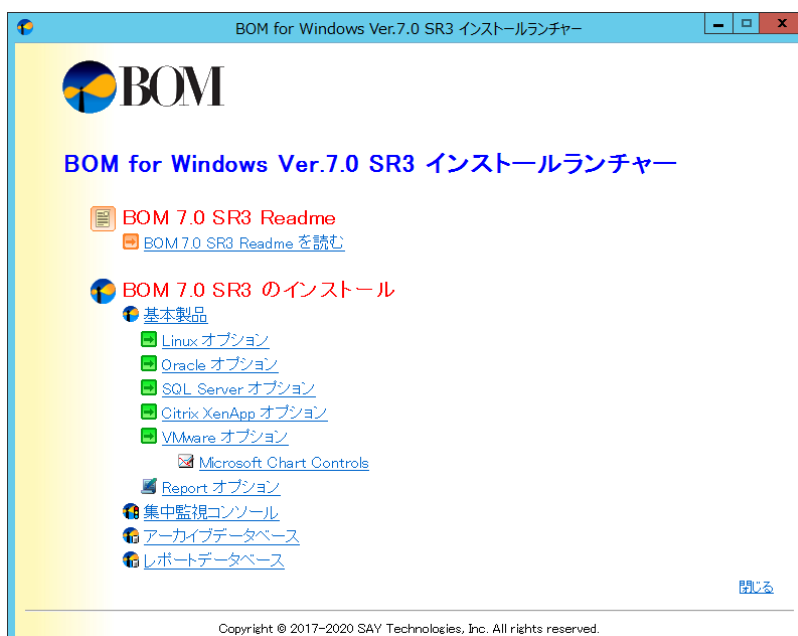 BOM for Windows Ver.7.0 SR3 インストールランチャー
BOM
BOM for Windows Ver.7.0 SR3 インストールランチャー
BOM 7.0 SR3 Readme
BOM 7.0 SR3 Readme を読む
BOM 7.0 SR3 のインストール
基本製品
Linux オプション
Oracle オプション
SQL Server オプション
Citrix XenApp オプション
VMware オプション
Microsoft Chart Controls
Report オプション
集中監視コンソール
アーカイブデータベース
レポートデータベース
閉じる
Copyright © 2017-2020 SAY Technologies, Inc. All rights reserved.